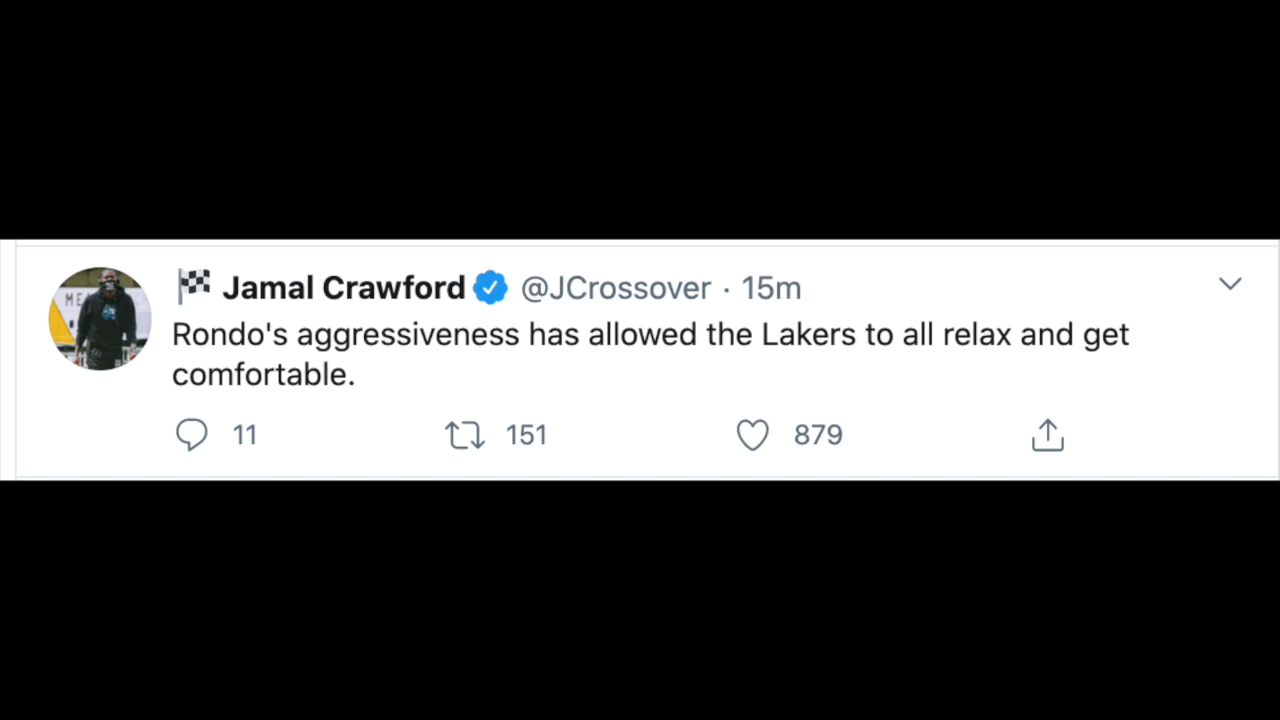 Jamal Crawford @JCrossover · 15m
Rondo's aggressiveness has allowed the Lakers to all relax and get
comfortable.
11 151 879